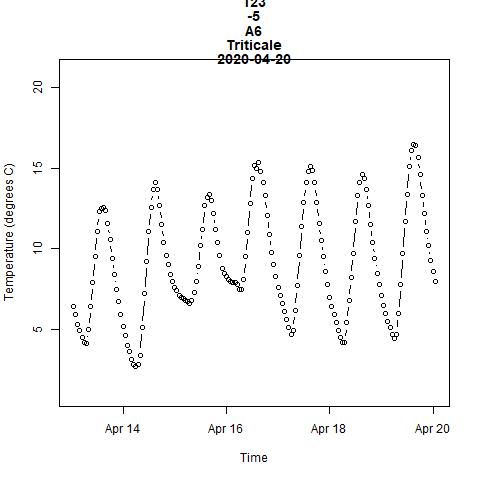 123
-5
A6
Triticale
2020-04-20
20
15
10
5
Temperature (degrees C)
Apr 14
Apr 16
Apr 18
Apr 20
Time